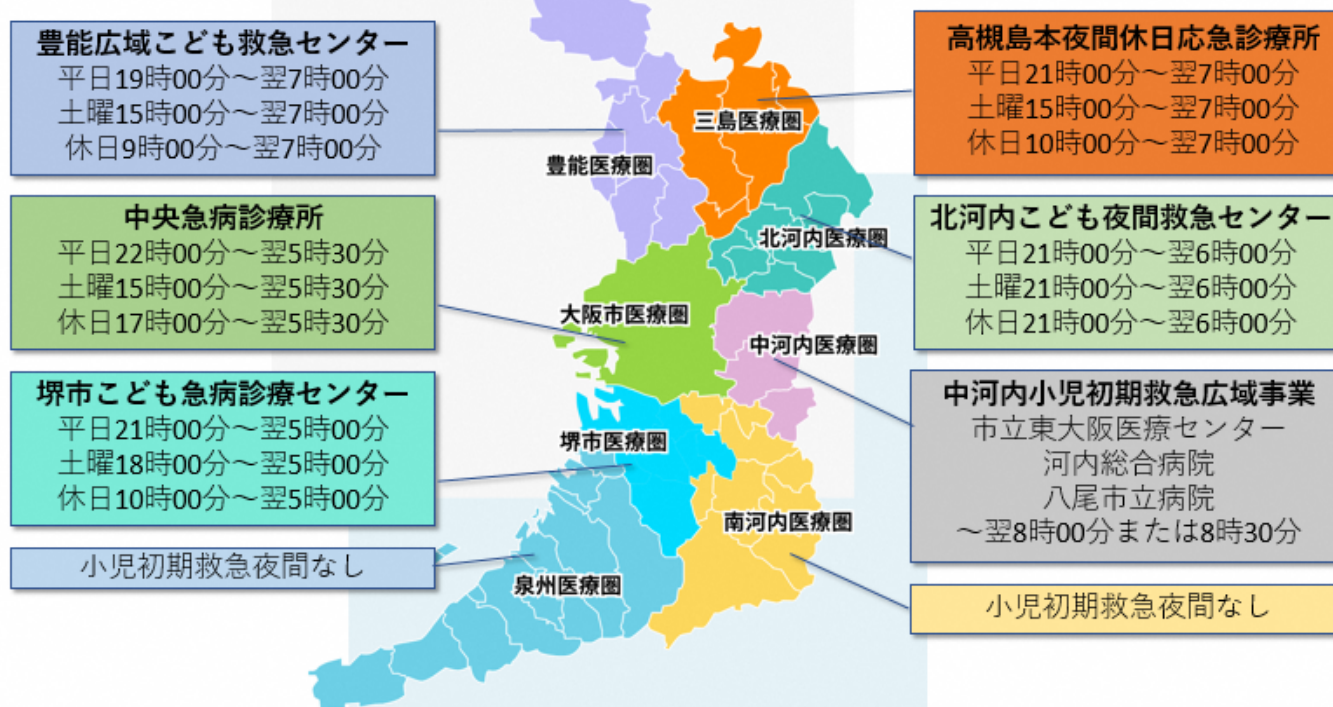 豊能広域こども救急センター
平日19時00分～翌7時00分
土曜15時00分～翌7時00分
休日9時00分～翌7時00分
中央急病診療所
平日22時00分～翌5時30分
土曜15時00分～翌5時30分
休日17時00分～翌5時30分
堺市こども急病診療センター
平日21時00分～翌5時00分
土曜18時00分～翌5時00分
休日10時00分～翌5時00分
小児初期救急夜間なし
三島医療圏
豊能医療圏
北河内医療圏
大阪市医療圏
中河内医療圏
堺市医療圏
南河内医療圏
泉州医療圏
高槻島本夜間休日応急診療所
平日21時00分～翌7時00分
土曜15時00分～翌7時00分
休日10時00分～翌7時00分
北河内こども夜間救急センター
平日21時00分～翌6時00分
土曜21時00分～翌6時00分
休日21時00分～翌6時00分
中河内小児初期救急広域事業
市立東大阪医療センター
河内総合病院
八尾市立病院
～翌8時00分または8時30分
小児初期救急夜間なし